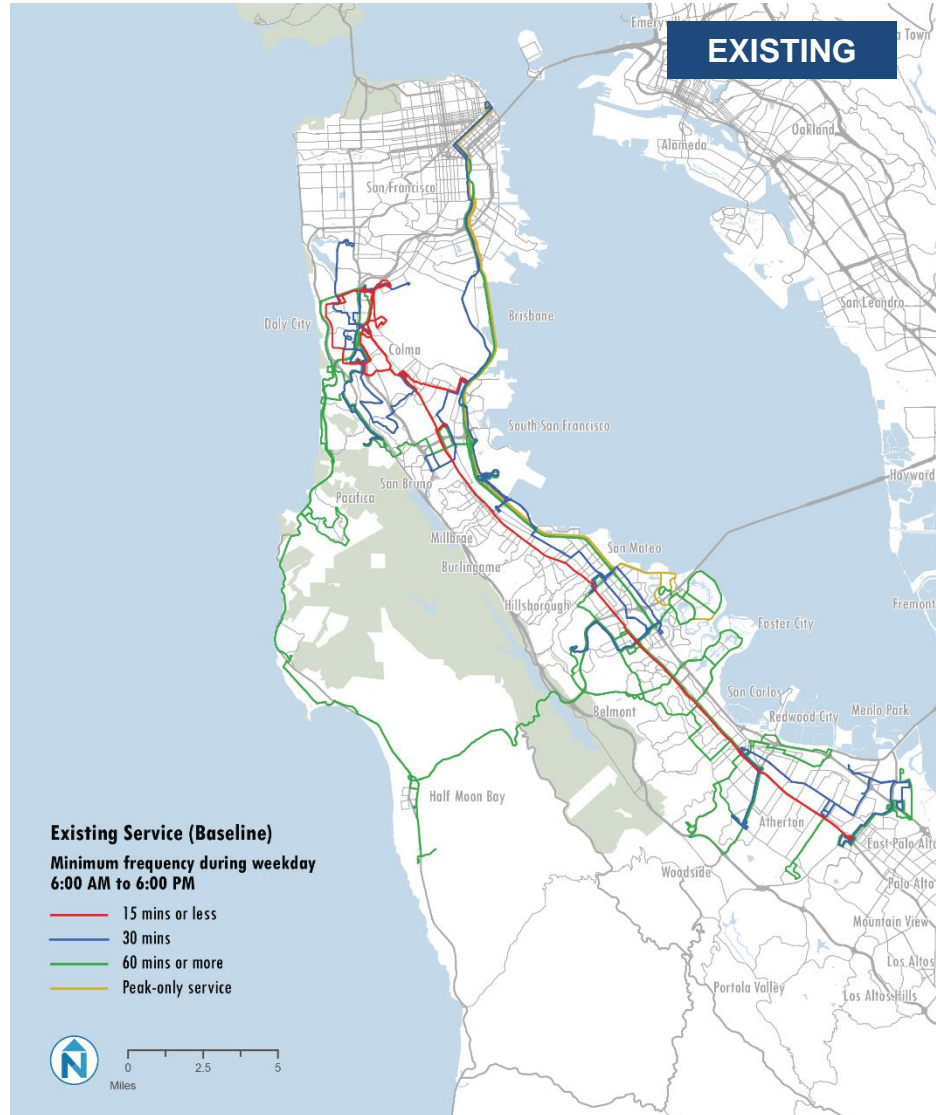 EXISTING
Oakland
Alameda
San Francisco
San Leandro
Brisbane
Daly City
Colma
South San Francisco
Hayward
San Bruno
Pacifica
Millbrae
San Mateo
Burlingame
Hillsborough
Fremont
Foster City
San Carlos
Belmont
Redwood City
Menlo Park
Half Moon Bay
Atherton
East Palo Alto
Woodside
Palo Alto
Mountain View
Los Altos
Portola Valley
Los Altos Hills
Existing Service (Baseline)
Minimum frequency during weekday
6:00 AM to 6:00 PM
15 mins or less
30 mins
60 mins or more
Peak-only service
N
0 2.5 5
Miles